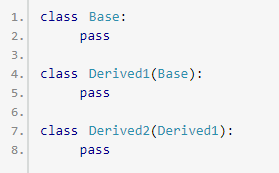 1. class Base:
2.     pass
3.
4. class Derived1(Base):
5.     pass
6.
7. class Derived2(Derived1):
8.     pass